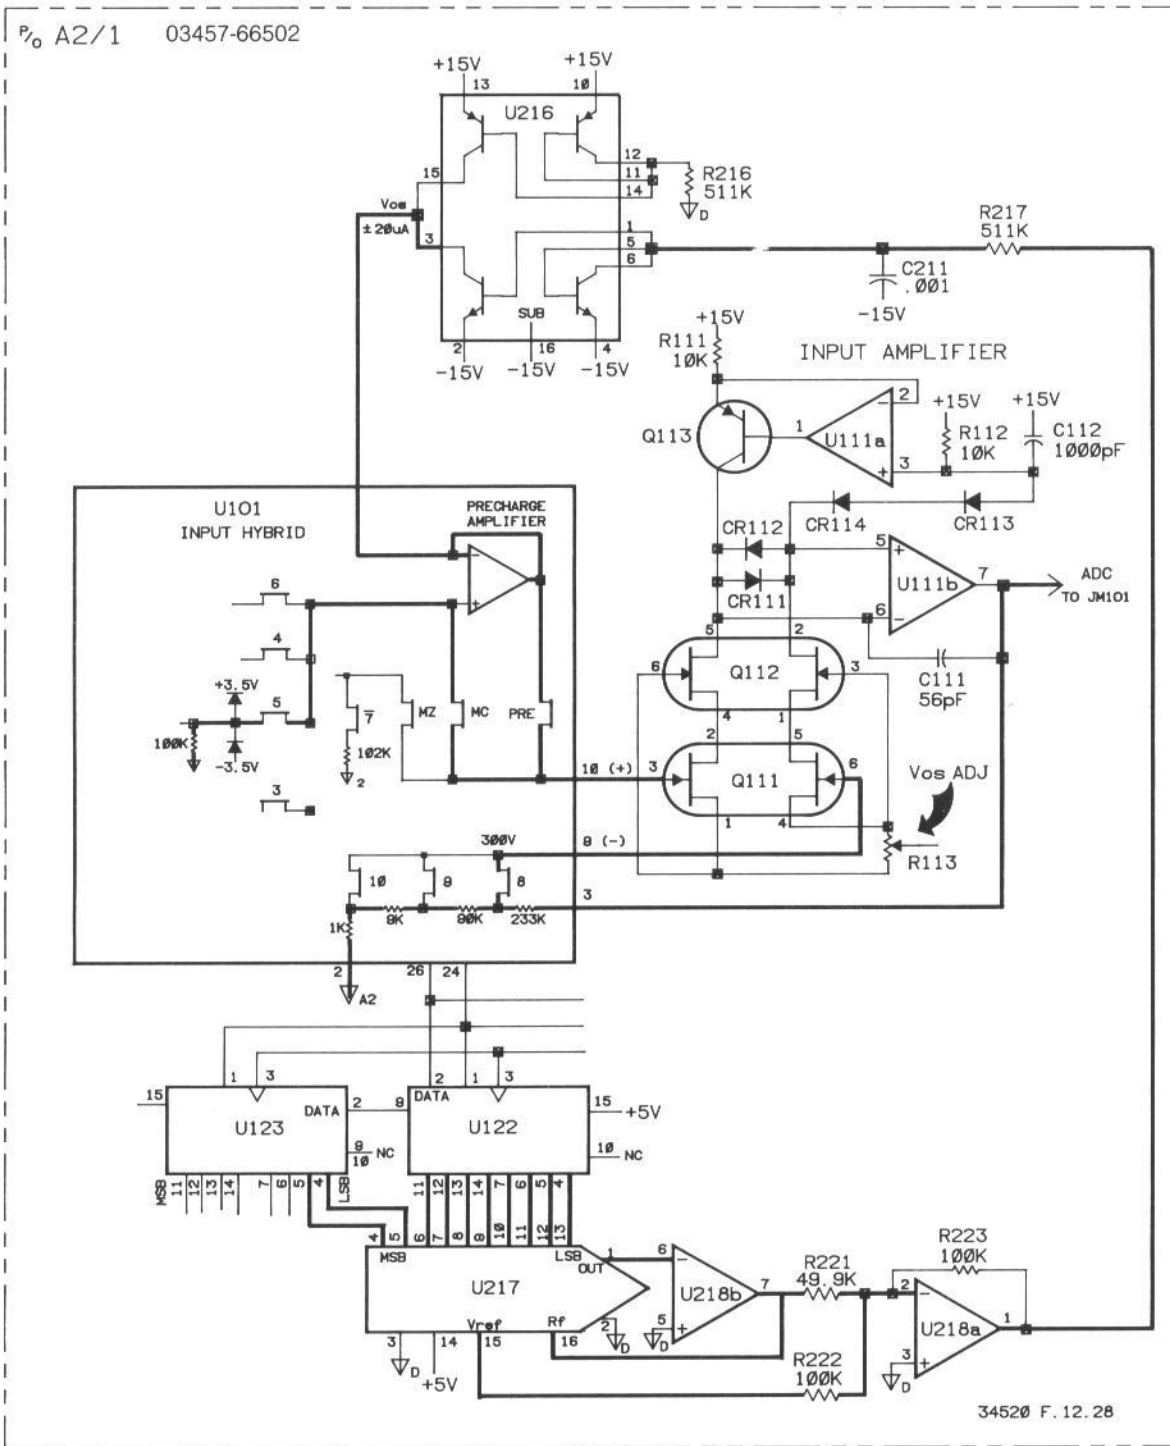 P/O A2/1 03457-66502
+15V +15V
13 10
U216
12
15 11
14
R216
511K
D
Vos
±20uA
3 1
5
6
R217
511K
C211
.001
-15V
SUB
2 16 4
-15V -15V -15V
+15V
R111
10K
INPUT AMPLIFIER
2
+15V +15V
Q113
1
U111a
R112
10K
C112
1000pF
3
U101
INPUT HYBRID
PRECHARGE
AMPLIFIER
CR114 CR113
CR112
5
CR111
U111b
7
ADC
TO JM101
6
6
4
5 2
6 Q112 3
C111
56pF
+3.5V
5
100K
-3.5V
7
102K
2
MZ MC PRE
4 1
2 5
10 (+) 3 Q111 6
Vos ADJ
3
1 4
R113
300V
8 (-)
10 9 8
3
1K 9K 90K 233K
2
A2
26 24
1 3
2 1 3
15
DATA 2 8 DATA
U123 U122
15 +5V
9
10 NC
10 NC
MSB 11 12 13 14 7 6 5 4 LSB
11 12 13 14 10 7 6 5 4
4 5 6 7 8 9 10 11 12 13
MSB LSB
OUT 1
U217
6
U218b
7
5
R221
49.9K
R223
100K
2
U218a
1
3
D
Vref Rf
3 14 15 16 2
D D
D
+5V
R222
100K
34520 F.12.28